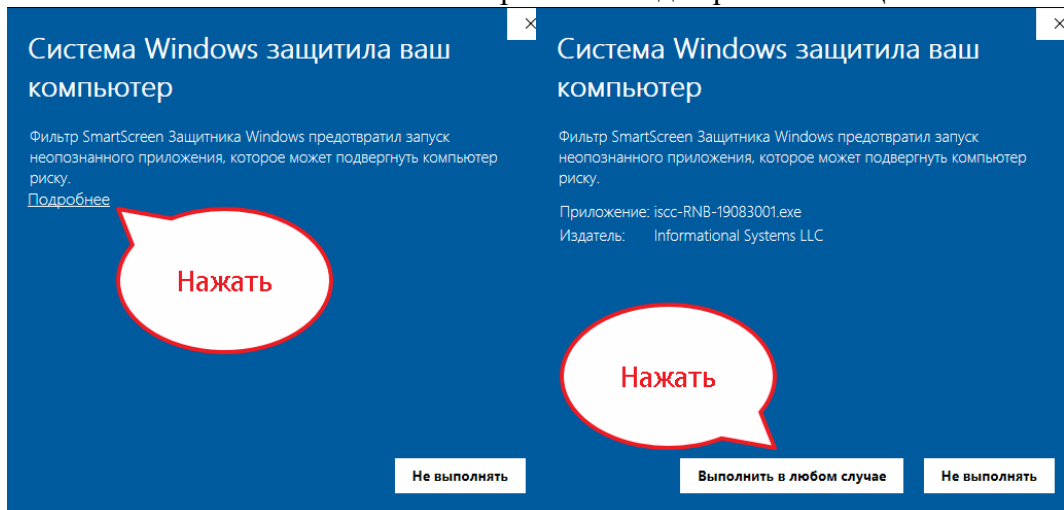 Система Windows защитила ваш
компьютер
Фильтр SmartScreen Защитника Windows предотвратил запуск
неопознанного приложения, которое может подвергнуть компьютер
риску.
Подробнее
Нажать
Не выполнять
Система Windows защитила ваш
компьютер
Фильтр SmartScreen Защитника Windows предотвратил запуск
неопознанного приложения, которое может подвергнуть компьютер
риску.
Приложение: iscc-RNB-19083001.exe
Издатель: Informational Systems LLC
Нажать
Выполнить в любом случае
Не выполнять